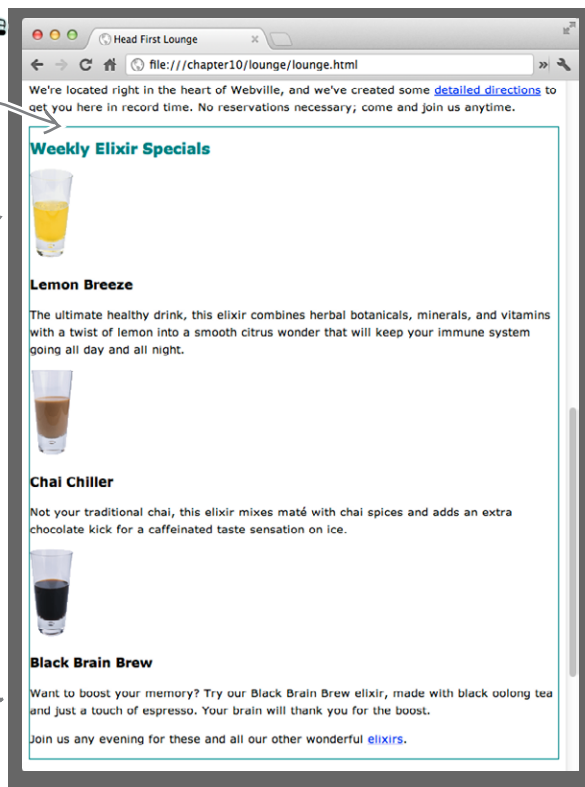 Head First Lounge
file:///chapter10/lounge/lounge.html
We're located right in the heart of Webville, and we've created some detailed directions to
get you here in record time. No reservations necessary; come and join us anytime.
Weekly Elixir Specials
Lemon Breeze
The ultimate healthy drink, this elixir combines herbal botanicals, minerals, and vitamins
with a twist of lemon into a smooth citrus wonder that will keep your immune system
going all day and all night.
Chai Chiller
Not your traditional chai, this elixir mixes maté with chai spices and adds an extra
chocolate kick for a caffeinated taste sensation on ice.
Black Brain Brew
Want to boost your memory? Try our Black Brain Brew elixir, made with black oolong tea
and just a touch of espresso. Your brain will thank you for the boost.
Join us any evening for these and all our other wonderful elixirs.